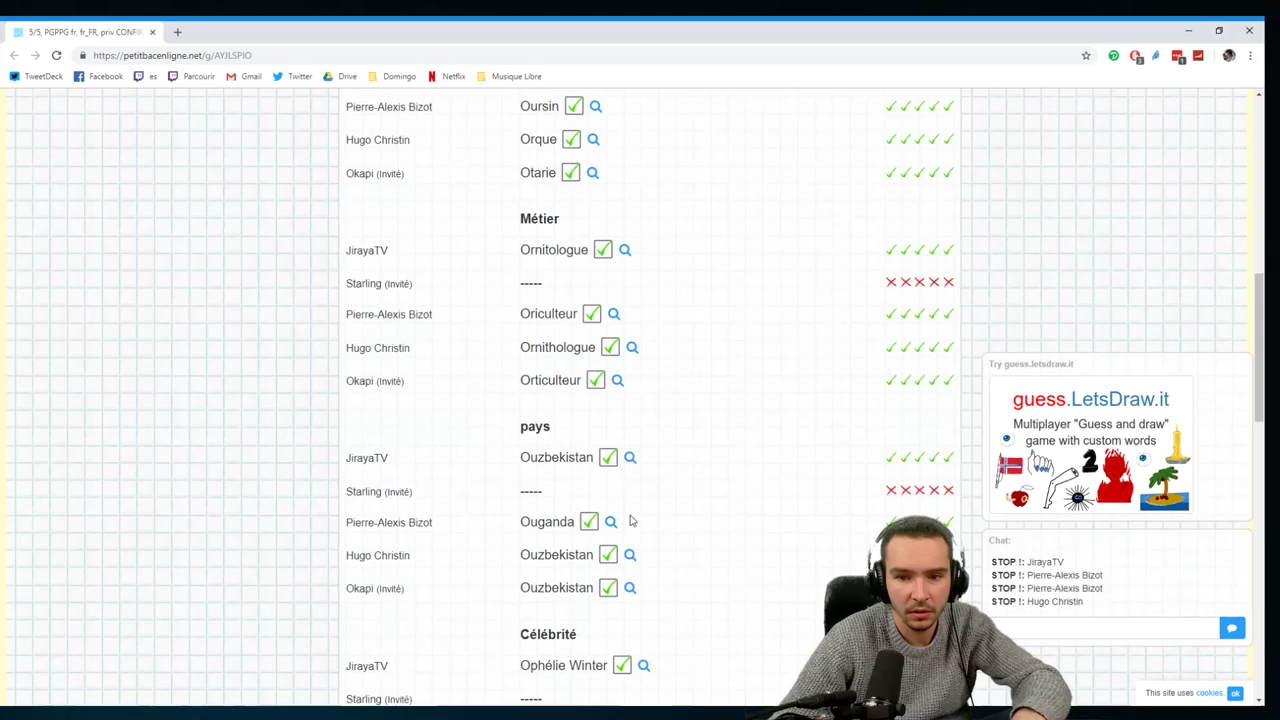 5/5, PGPPG fr, fr_FR, priv CONFI
https://petitbacenligne.net/g/AYJLSPIO
TweetDeck Facebook es Parcourir Gmail Twitter Drive Domingo Netflix Musique Libre
Pierre-Alexis Bizot Oursin
Hugo Christin Orque
Okapi (Invité) Otarie
Métier
JirayaTV Ornitologue
Starling (Invité) -----
Pierre-Alexis Bizot Oriculteur
Hugo Christin Ornithologue
Okapi (Invité) Orticulteur
pays
JirayaTV Ouzbekistan
Starling (Invité) -----
Pierre-Alexis Bizot Ouganda
Hugo Christin Ouzbekistan
Okapi (Invité) Ouzbekistan
Célébrité
JirayaTV Ophélie Winter
Starling (Invité) -----
Try guess.letsdraw.it
guess.LetsDraw.it
Multiplayer "Guess and draw"
game with custom words
Chat:
STOP !: JirayaTV
STOP !: Pierre-Alexis Bizot
STOP !: Pierre-Alexis Bizot
STOP !: Hugo Christin
This site uses cookies. ok